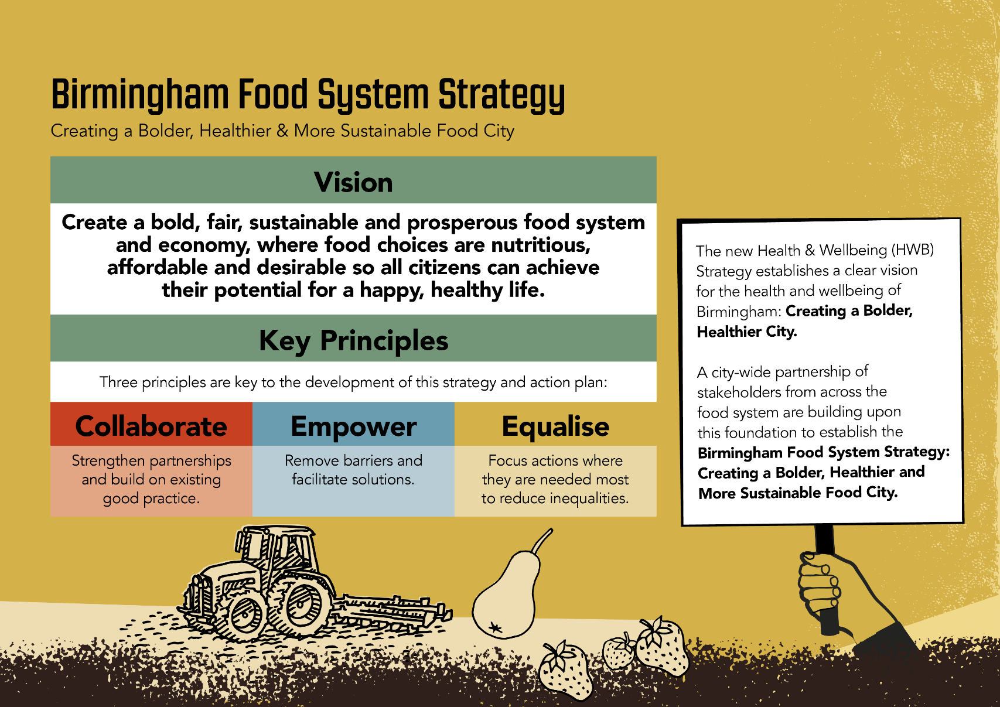 Birmingham Food System Strategy
Creating a Bolder, Healthier & More Sustainable Food City
Vision
Create a bold, fair, sustainable and prosperous food system
and economy, where food choices are nutritious,
affordable and desirable so all citizens can achieve
their potential for a happy, healthy life.
Key Principles
Three principles are key to the development of this strategy and action plan:
Collaborate
Strengthen partnerships
and build on existing
good practice.
Empower
Remove barriers and
facilitate solutions.
Equalise
Focus actions where
they are needed most
to reduce inequalities.
The new Health & Wellbeing (HWB)
Strategy establishes a clear vision
for the health and wellbeing of
Birmingham: Creating a Bolder,
Healthier City.
A city-wide partnership of
stakeholders from across the
food system are building upon
this foundation to establish the
Birmingham Food System Strategy:
Creating a Bolder, Healthier and
More Sustainable Food City.